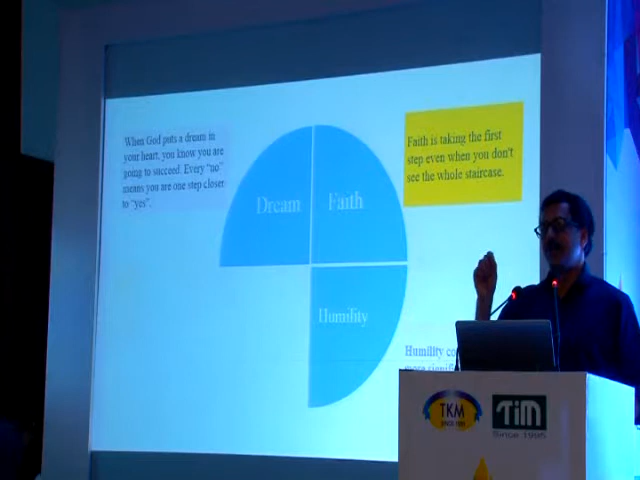 When God puts a dream in
your heart, you know you are
going to succeed. Every "no"
means you are one step closer
to "yes".
Dream
Faith
Faith is taking the first
step even when you don't
see the whole staircase.
Humility
Humility
TKM
SINCE 1995
TiM
Since 1995